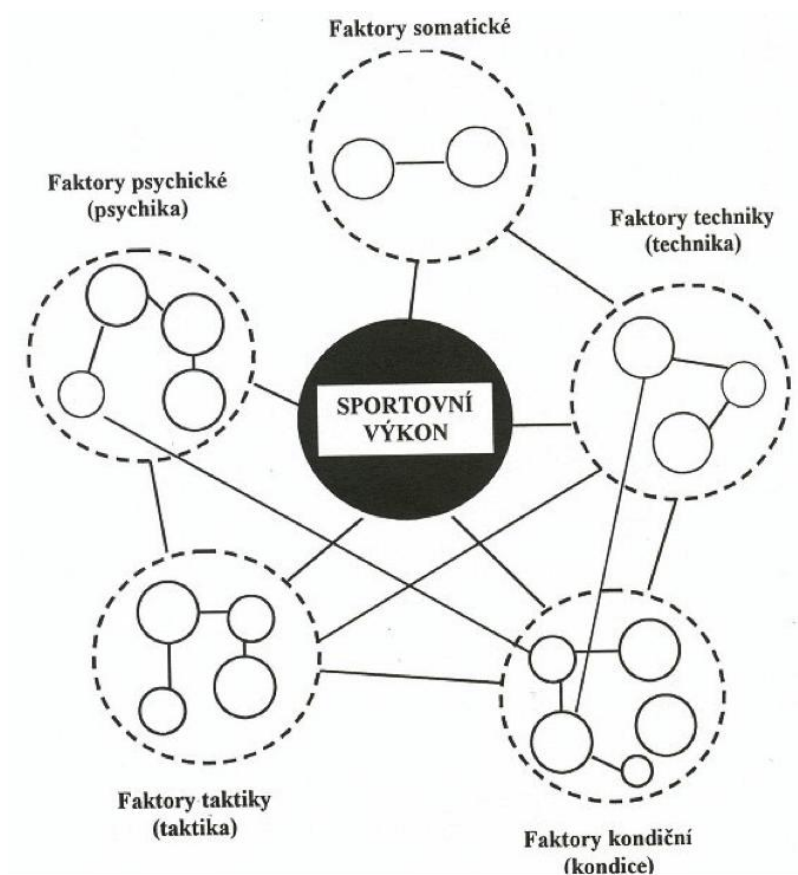 Faktory somatické
Faktory psychické
(psychika)
Faktory techniky
(technika)
SPORTOVNÍ
VÝKON
Faktory taktiky
(taktika)
Faktory kondiční
(kondice)